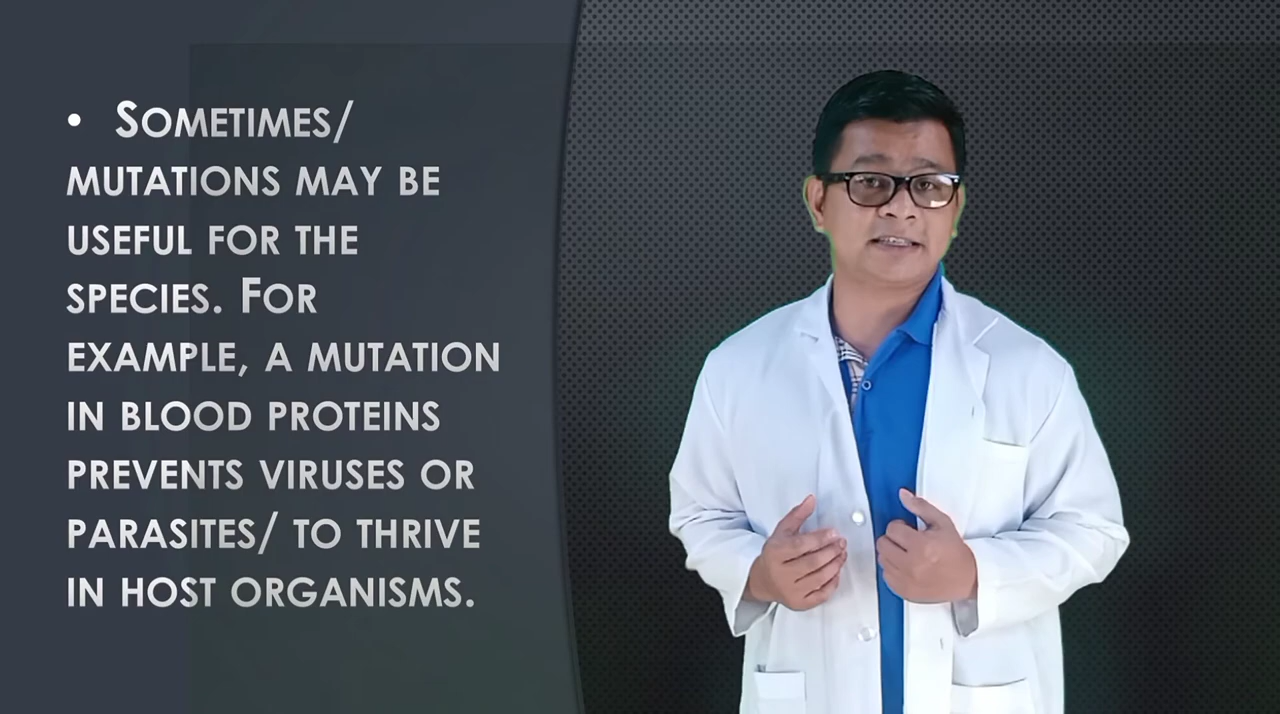 • Sometimes/
mutations may be
useful for the
species. For
example, a mutation
in blood proteins
prevents viruses or
parasites/ to thrive
in host organisms.